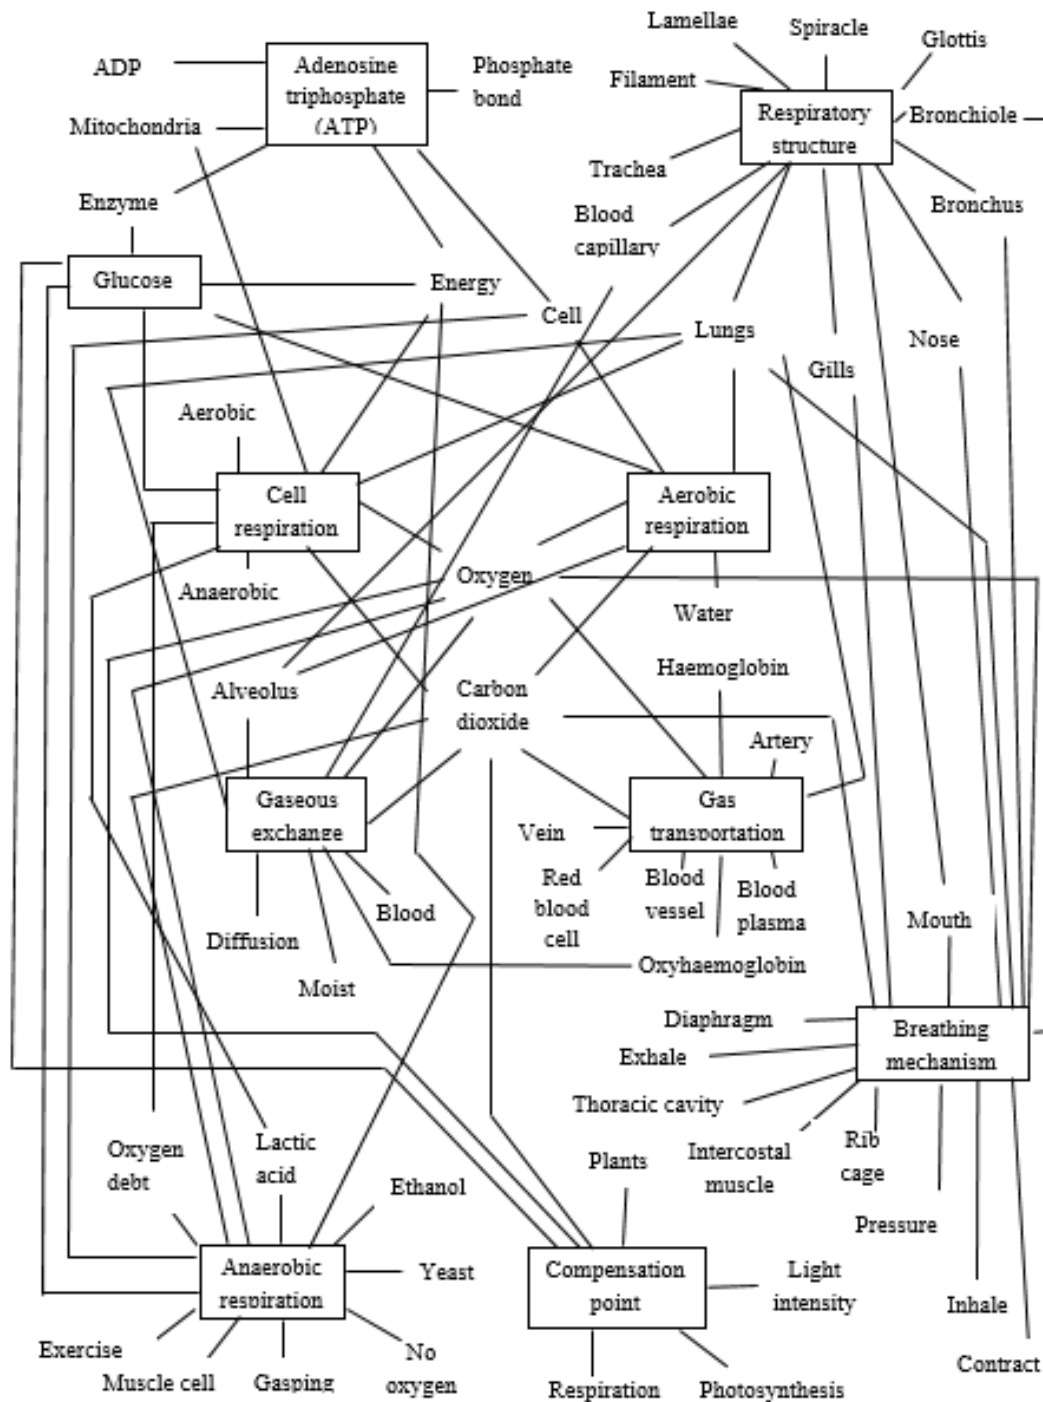 Lamellae
Spiracle
Glottis
ADP
Adenosine
triphosphate
(ATP)
Phosphate
bond
Filament
Respiratory
structure
Bronchiole
Mitochondria
Trachea
Enzyme
Blood
capillary
Bronchus
Glucose
Energy
Cell
Lungs
Gills
Nose
Aerobic
Cell
respiration
Aerobic
respiration
Anaerobic
Oxygen
Water
Alveolus
Carbon
dioxide
Haemoglobin
Artery
Gaseous
exchange
Gas
transportation
Vein
Red
blood
cell
Blood
vessel
Blood
plasma
Blood
Diffusion
Moist
Oxyhaemoglobin
Mouth
Diaphragm
Exhale
Breathing
mechanism
Thoracic cavity
Intercostal
muscle
Rib
cage
Oxygen
debt
Lactic
acid
Ethanol
Plants
Pressure
Anaerobic
respiration
Yeast
Compensation
point
Light
intensity
Inhale
Exercise
Muscle cell
Gasping
No
oxygen
Respiration
Photosynthesis
Contract